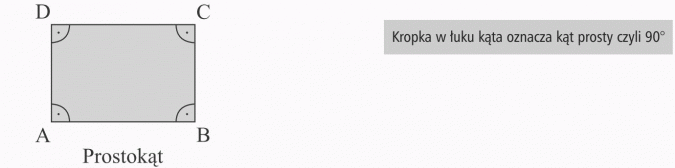 D C
Kropka w łuku kąta oznacza kąt prosty czyli 90°
A B
Prostokąt